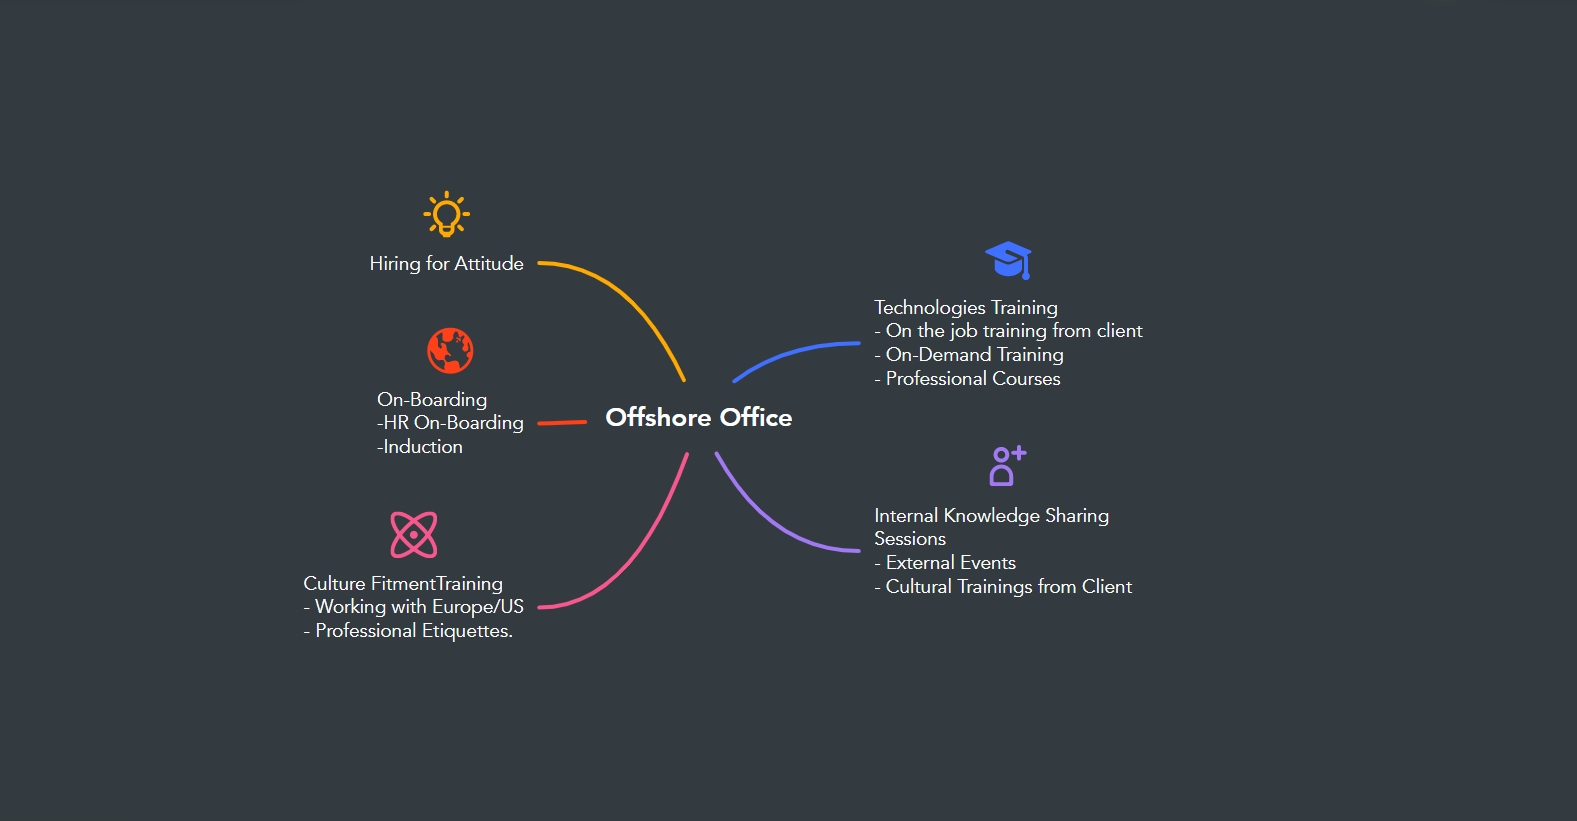 Hiring for Attitude
On-Boarding
-HR On-Boarding
-Induction
Culture FitmentTraining
- Working with Europe/US
- Professional Etiquettes.
Offshore Office
Technologies Training
- On the job training from client
- On-Demand Training
- Professional Courses
Internal Knowledge Sharing
Sessions
- External Events
- Cultural Trainings from Client